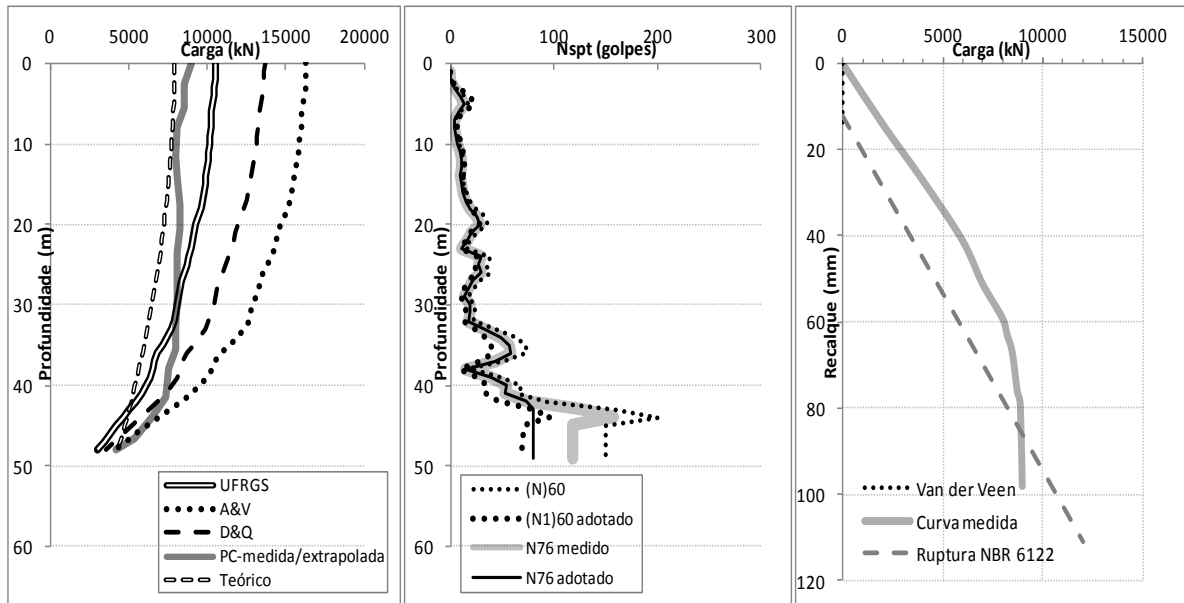 0 5000 10000 15000 20000
Carga (kN)
0
10
20
30
40
50
60
Profundidade (m)
UFRGS
A&V
D&Q
PC-medida/extrapolada
Teórico
0 100 200 300
Nspt (golpes)
0
10
20
30
40
50
60
Profundidade (m)
(N)60
(N1)60 adotado
N76 medido
N76 adotado
0 5000 10000 15000
Carga (kN)
0
20
40
60
80
100
120
Recalque (mm)
Van der Veen
Curva medida
Ruptura NBR 6122